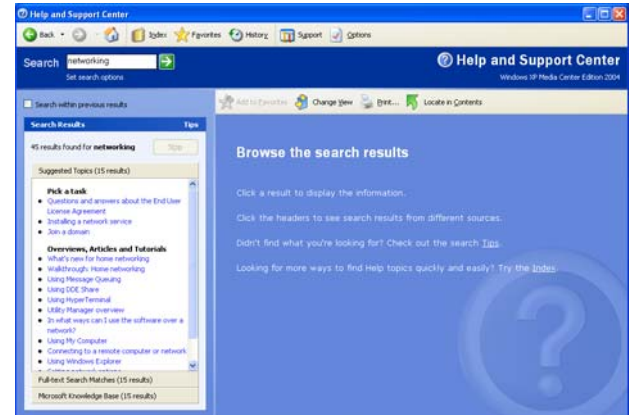 Help and Support Center
Back Index Favorites History Support Options
Search networking
Set search options
Help and Support Center
Windows XP Media Center Edition 2004
Search within previous results
Add to Favorites Change View Print... Locate in Contents
Search Results Tips
45 results found for networking
Suggested Topics (15 results)
Pick a task
Questions and answers about the End User
License Agreement
Installing a network service
Join a domain
Overviews, Articles and Tutorials
What's new for home networking
Walkthrough: Home networking
Using Message Queuing
Using DDE Share
Using HyperTerminal
Utility Manager overview
In what ways can I use the software over a
network?
Using My Computer
Connecting to a remote computer or network
Using Windows Explorer
Full-text Search Matches (15 results)
Microsoft Knowledge Base (15 results)
Browse the search results
Click a result to display the information.
Click the headers to see search results from different sources.
Didn't find what you're looking for? Check out the search Tips.
Looking for more ways to find Help topics quickly and easily? Try the Index.